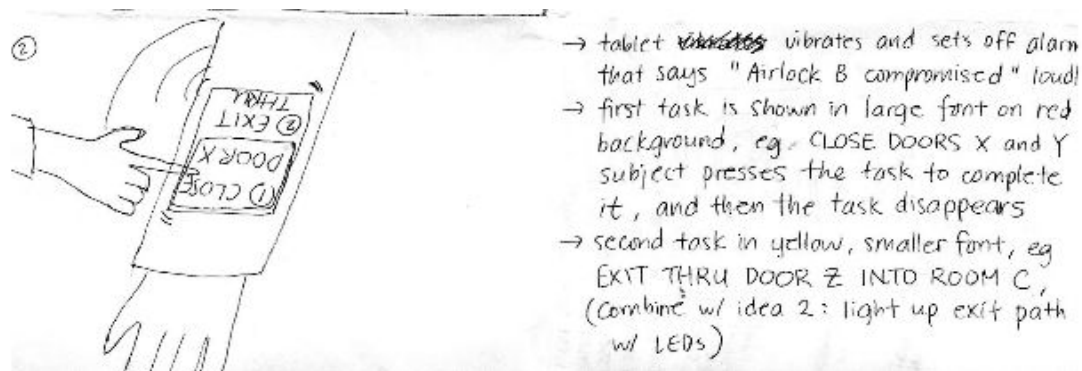 ②
① CLOSE
DOOR X
② EXIT
THRU
→ tablet vibrates and sets off alarm
that says "Airlock B compromised" loud!
→ first task is shown in large font on red
background, eg. CLOSE DOORS X and Y
subject presses the task to complete
it, and then the task disappears
→ second task in yellow, smaller font, eg
EXIT THRU DOOR Z INTO ROOM C,
(combine w/ idea 2: light up exit path
w/ LEDs)